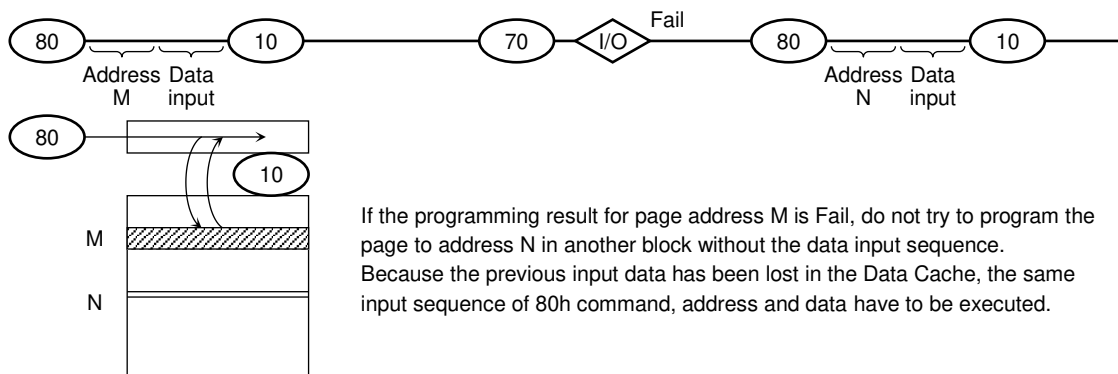 Fail
80 10 70 I/O 80 10
Address Data Address Data
M input N input
80
10
M
N
If the programming result for page address M is Fail, do not try to program the
page to address N in another block without the data input sequence.
Because the previous input data has been lost in the Data Cache, the same
input sequence of 80h command, address and data have to be executed.